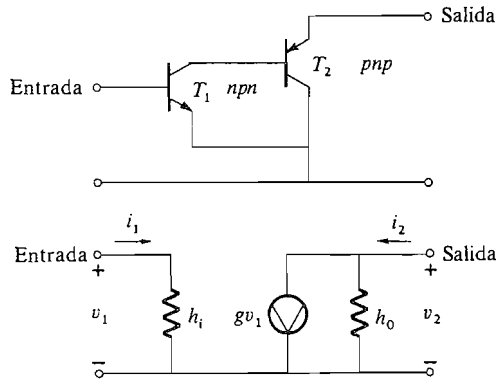 Salida
T₂ pnp
Entrada T₁ npn
i₁ i₂
Entrada Salida
+ +
v₁ hᵢ gv₁ h₀ v₂
− −